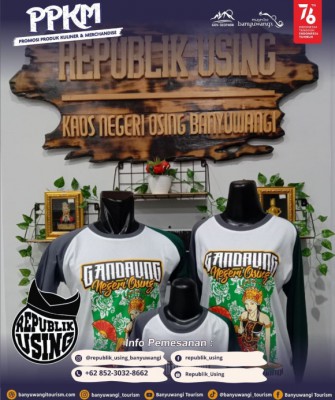 PPKM
PROMOSI PRODUK KULINER & MERCHANDISE
majestic
banyuwangi
76
REPUBLIK USING
KAOS NEGERI OSING BANYUWANGI
GANDRUNG
Negeri Osing
GANDRUNG
Negeri Osing
REPUBLIK
USING
Info Pemesanan :
@republik_using_banyuwangi
republik_using
+62 852-3032-8662
Republik_Using
banyuwangitourism.com
banyuwangi_tourism
Banyuwangi Tourism
@banyuwangi_tourism
Banyuwangi Tourism